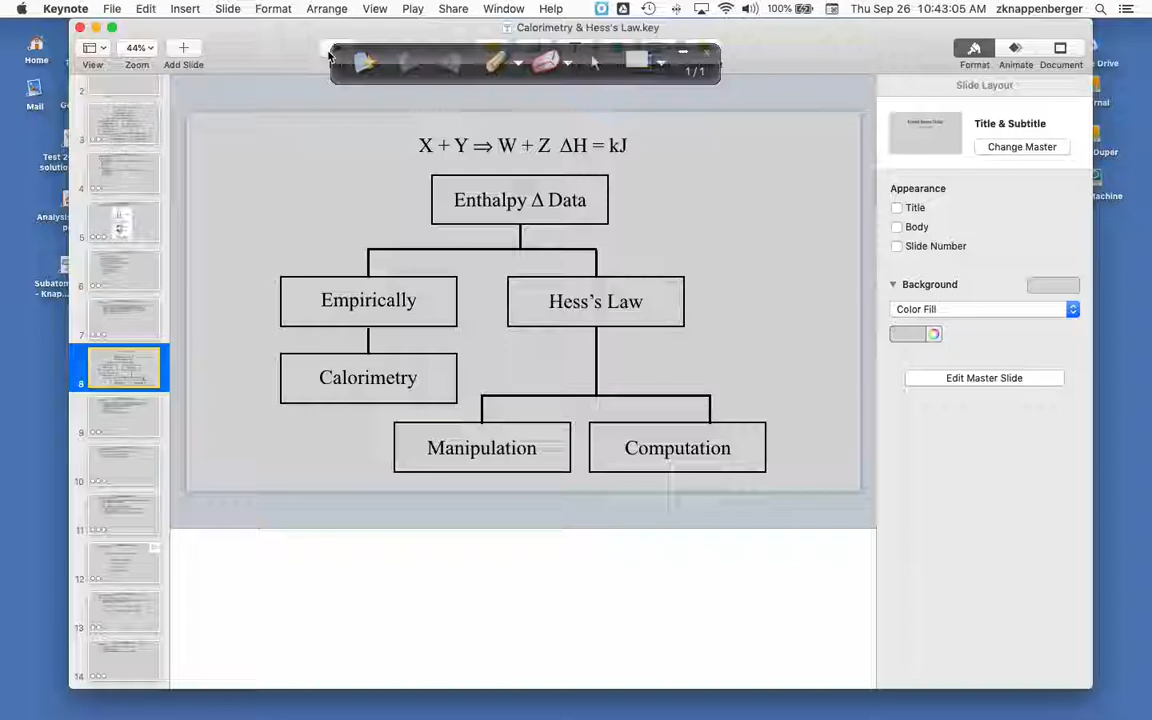 Keynote File Edit Insert Slide Format Arrange View Play Share Window Help 100% Thu Sep 26 10:43:05 AM zknappenberger
Calorimetry & Hess's Law.key
44%
View Zoom Add Slide
1/1
Format Animate Document
Home
Mail
Drive
Duper
Slide Layout
Title & Subtitle
Change Master
Appearance
Title
Body
Slide Number
Background
Color Fill
Edit Master Slide
X + Y ⇒ W + Z ΔH = kJ
Enthalpy Δ Data
Empirically
Hess's Law
Calorimetry
Manipulation
Computation
2
3
4
5
6
7
8
9
10
11
12
13
14